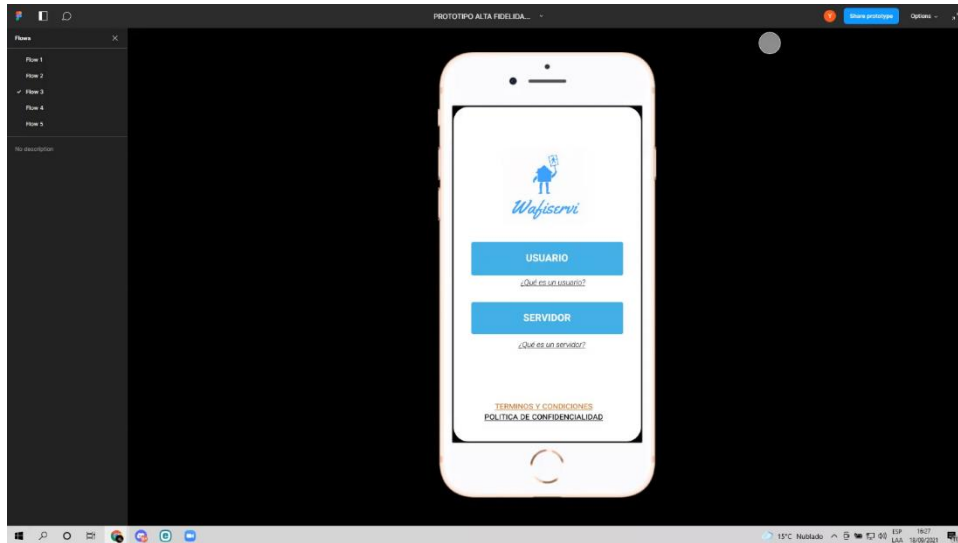 PROTOTIPO ALTA FIDELIDA...
Y
Share prototype
Options
Flows
Flow 1
Flow 2
Flow 3
Flow 4
Flow 5
No description
Wafiservi
USUARIO
¿Qué es un usuario?
SERVIDOR
¿Qué es un servidor?
TERMINOS Y CONDICIONES
POLITICA DE CONFIDENCIALIDAD
15°C Nublado
ESP
LAA
16:27
18/09/2021